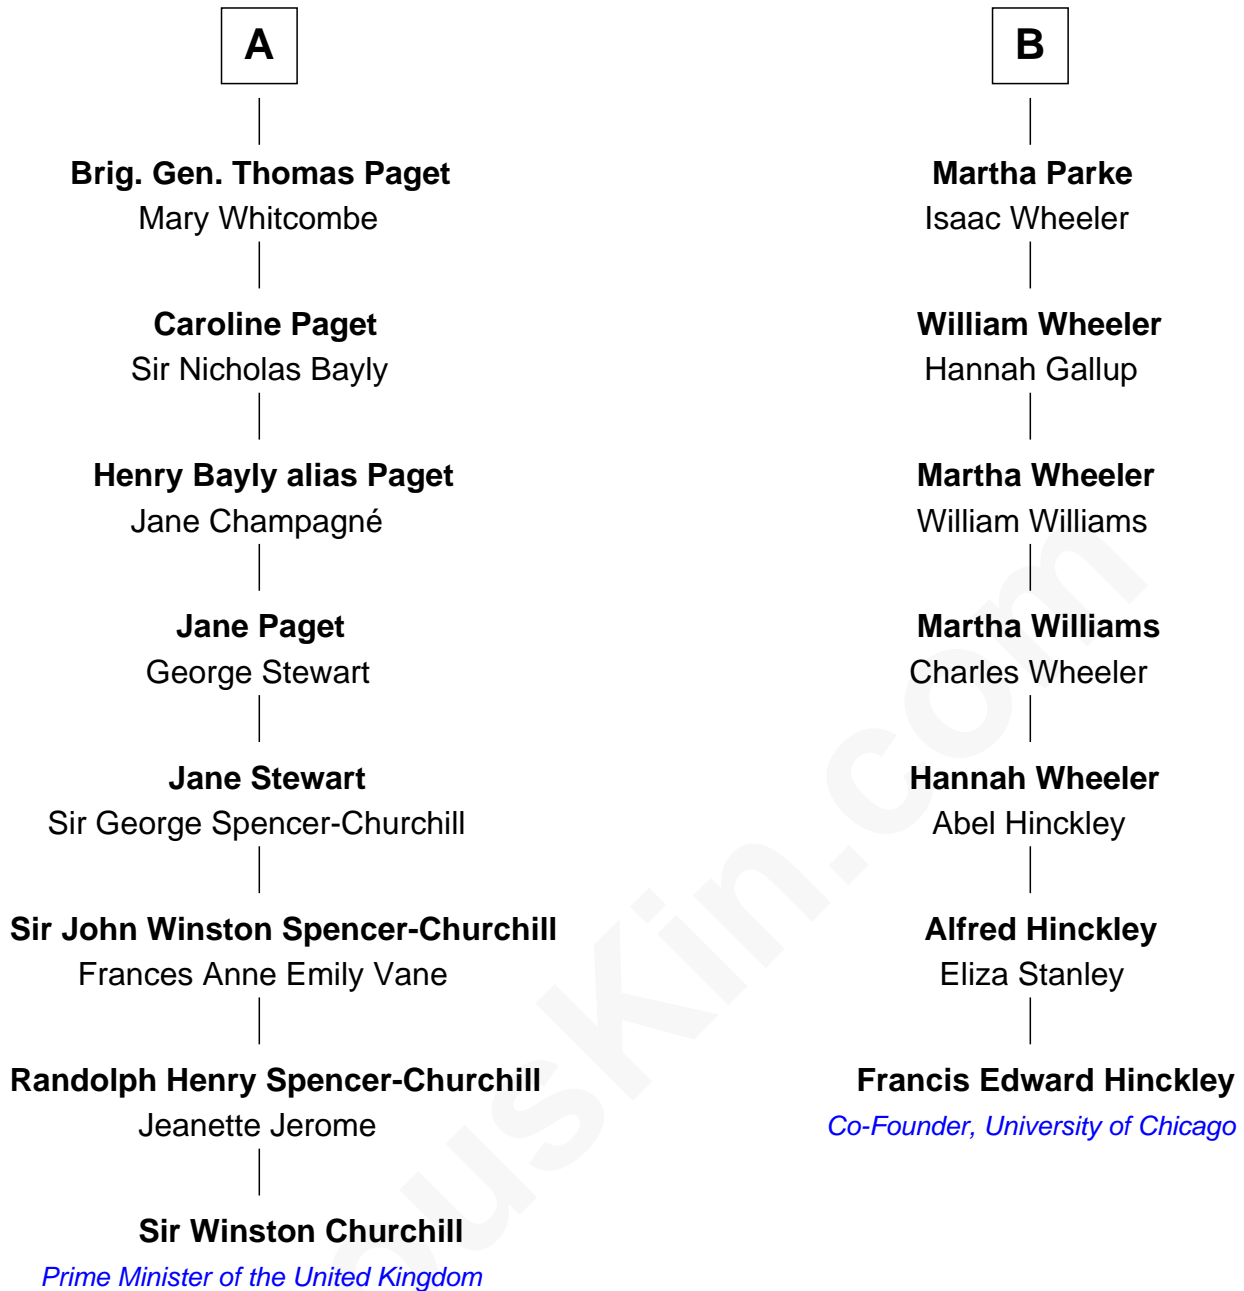 A
Brig. Gen. Thomas Paget
Mary Whitcombe
Caroline Paget
Sir Nicholas Bayly
Henry Bayly alias Paget
Jane Champagné
Jane Paget
George Stewart
Jane Stewart
Sir George Spencer-Churchill
Sir John Winston Spencer-Churchill
Frances Anne Emily Vane
Randolph Henry Spencer-Churchill
Jeanette Jerome
Sir Winston Churchill
Prime Minister of the United Kingdom
B
Martha Parke
Isaac Wheeler
William Wheeler
Hannah Gallup
Martha Wheeler
William Williams
Martha Williams
Charles Wheeler
Hannah Wheeler
Abel Hinckley
Alfred Hinckley
Eliza Stanley
Francis Edward Hinckley
Co-Founder, University of Chicago
ousKin.com